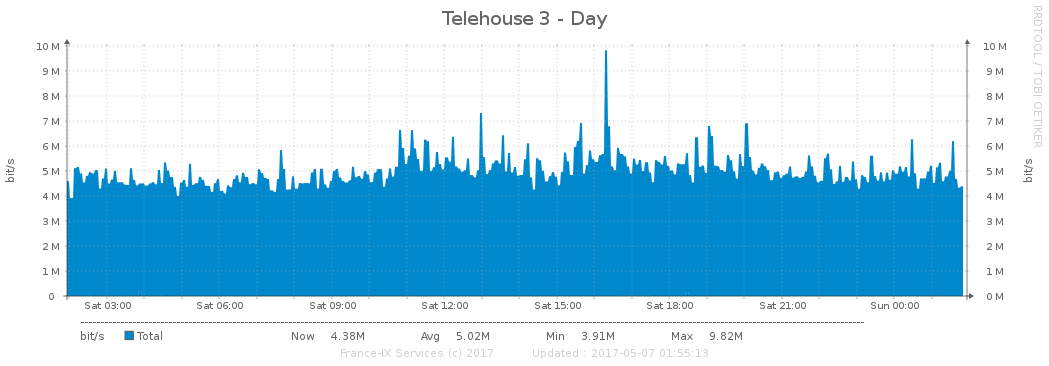 Telehouse 3 - Day
RRDTOOL / TOBI OETIKER
10 M 10 M
9 M 9 M
8 M 8 M
7 M 7 M
6 M 6 M
5 M 5 M
4 M 4 M
3 M 3 M
2 M 2 M
1 M 1 M
0 0 M
bit/s bit/s
Sat 03:00 Sat 06:00 Sat 09:00 Sat 12:00 Sat 15:00 Sat 18:00 Sat 21:00 Sun 00:00
bit/s Total Now 4.38M Avg 5.02M Min 3.91M Max 9.82M
France-IX Services (c) 2017 Updated : 2017-05-07 01:55:13